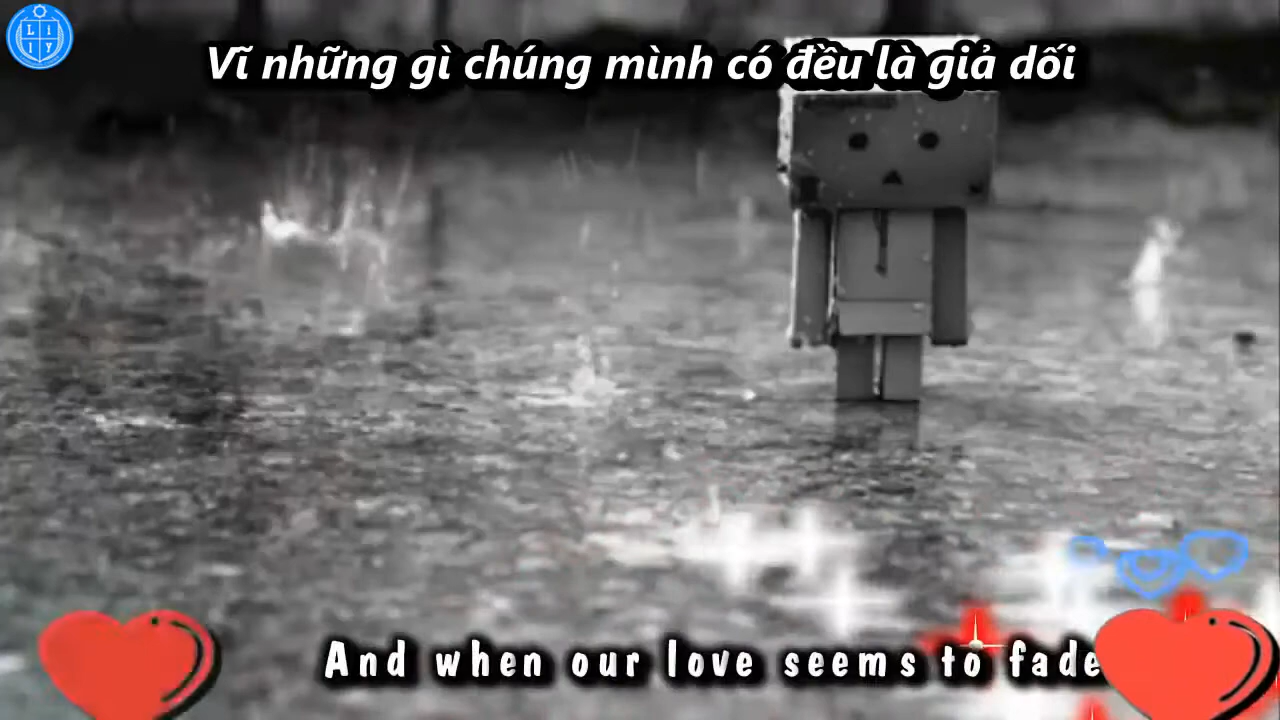 L I
I Y
Vĩ những gì chúng mình có đều là giả dối
And when our love seems to fade